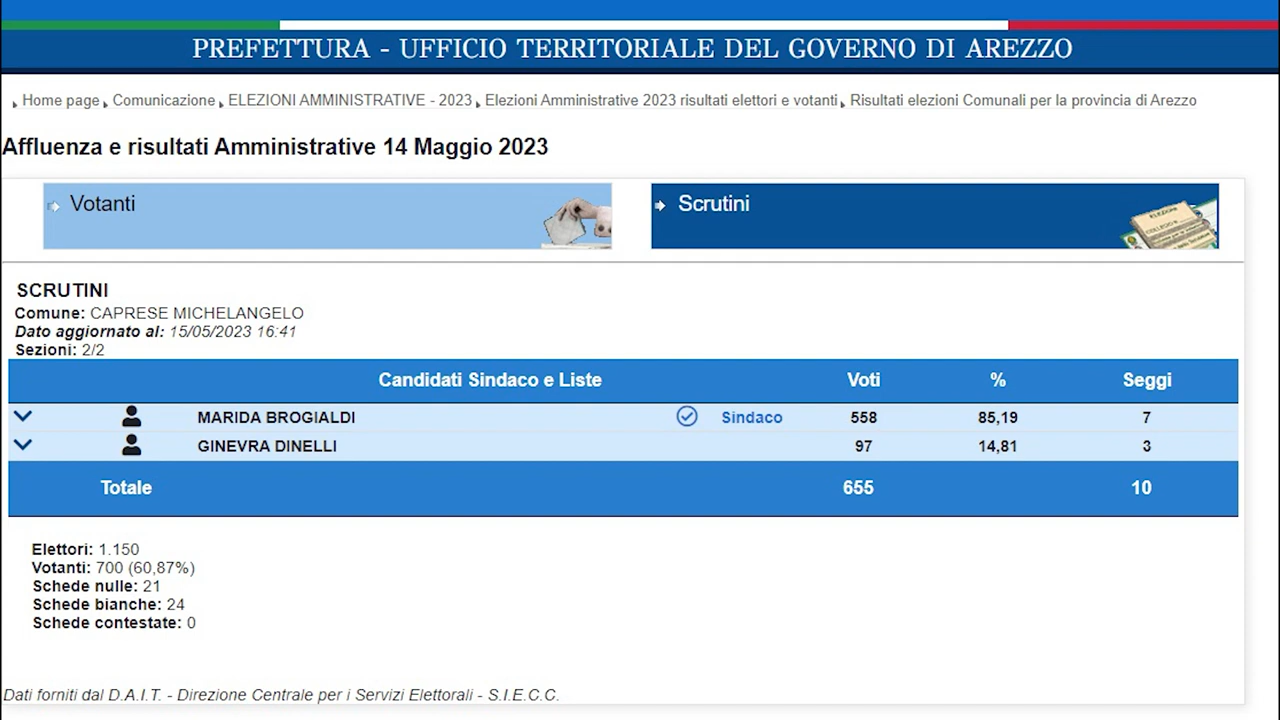 PREFETTURA - UFFICIO TERRITORIALE DEL GOVERNO DI AREZZO
Home page Comunicazione ELEZIONI AMMINISTRATIVE - 2023 Elezioni Amministrative 2023 risultati elettori e votanti Risultati elezioni Comunali per la provincia di Arezzo
Affluenza e risultati Amministrative 14 Maggio 2023
Votanti Scrutini
ELEZIONE
SCRUTINI
Comune: CAPRESE MICHELANGELO
Dato aggiornato al: 15/05/2023 16:41
Sezioni: 2/2
Candidati Sindaco e Liste Voti % Seggi
MARIDA BROGIALDI Sindaco 558 85,19 7
GINEVRA DINELLI 97 14,81 3
Totale 655 10
Elettori: 1.150
Votanti: 700 (60,87%)
Schede nulle: 21
Schede bianche: 24
Schede contestate: 0
Dati forniti dal D.A.I.T. - Direzione Centrale per i Servizi Elettorali - S.I.E.C.C.